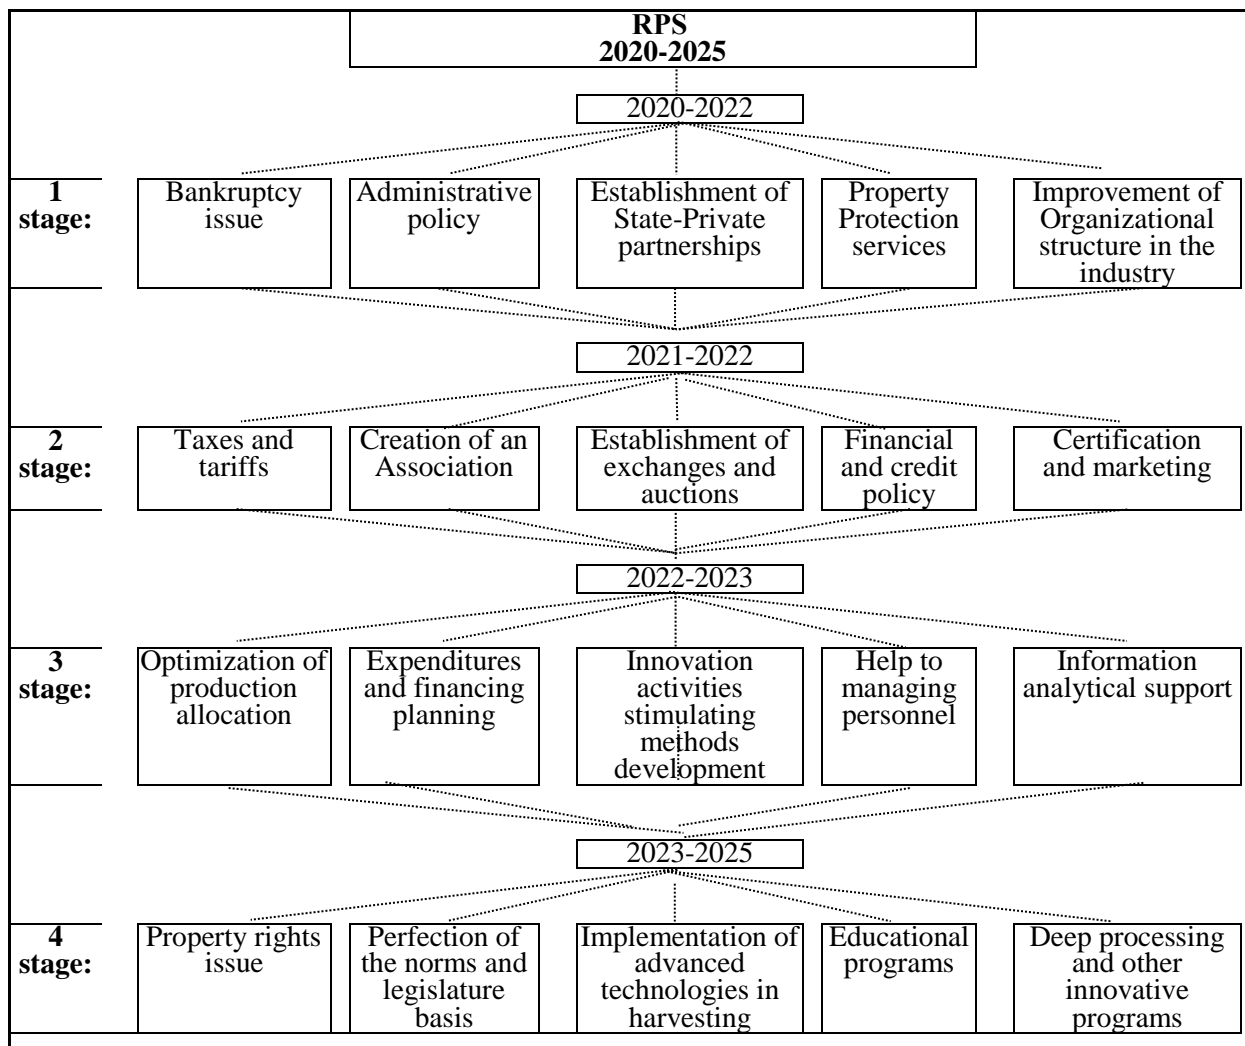 RPS
2020-2025
2020-2022
1
stage:
Bankruptcy
issue
Administrative
policy
Establishment of
State-Private
partnerships
Property
Protection
services
Improvement of
Organizational
structure in the
industry
2021-2022
2
stage:
Taxes and
tariffs
Creation of an
Association
Establishment of
exchanges and
auctions
Financial
and credit
policy
Certification
and marketing
2022-2023
3
stage:
Optimization of
production
allocation
Expenditures
and financing
planning
Innovation
activities
stimulating
methods
development
Help to
managing
personnel
Information
analytical support
2023-2025
4
stage:
Property rights
issue
Perfection of
the norms and
legislature
basis
Implementation of
advanced
technologies in
harvesting
Educational
programs
Deep processing
and other
innovative
programs